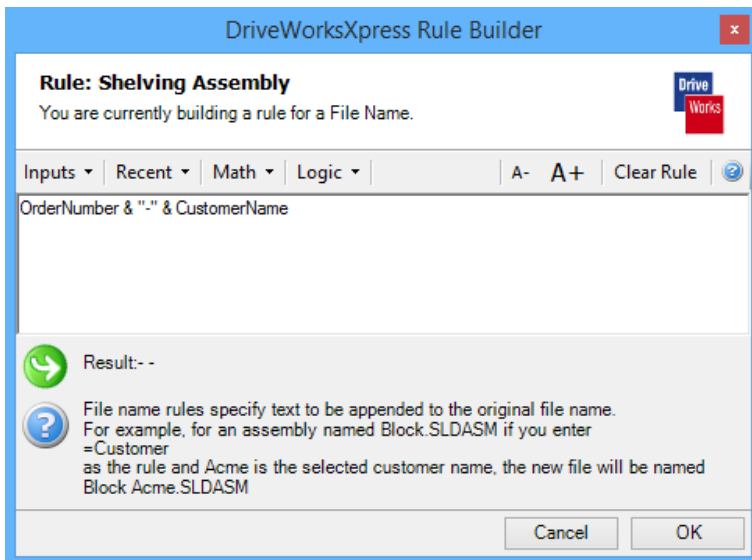 DriveWorksXpress Rule Builder
x
Rule: Shelving Assembly
You are currently building a rule for a File Name.
Drive
Works
Inputs Recent Math Logic A- A+ Clear Rule ?
OrderNumber & "-" & CustomerName
Result:- -
?
File name rules specify text to be appended to the original file name.
For example, for an assembly named Block.SLDASM if you enter
=Customer
as the rule and Acme is the selected customer name, the new file will be named
Block Acme.SLDASM
Cancel OK